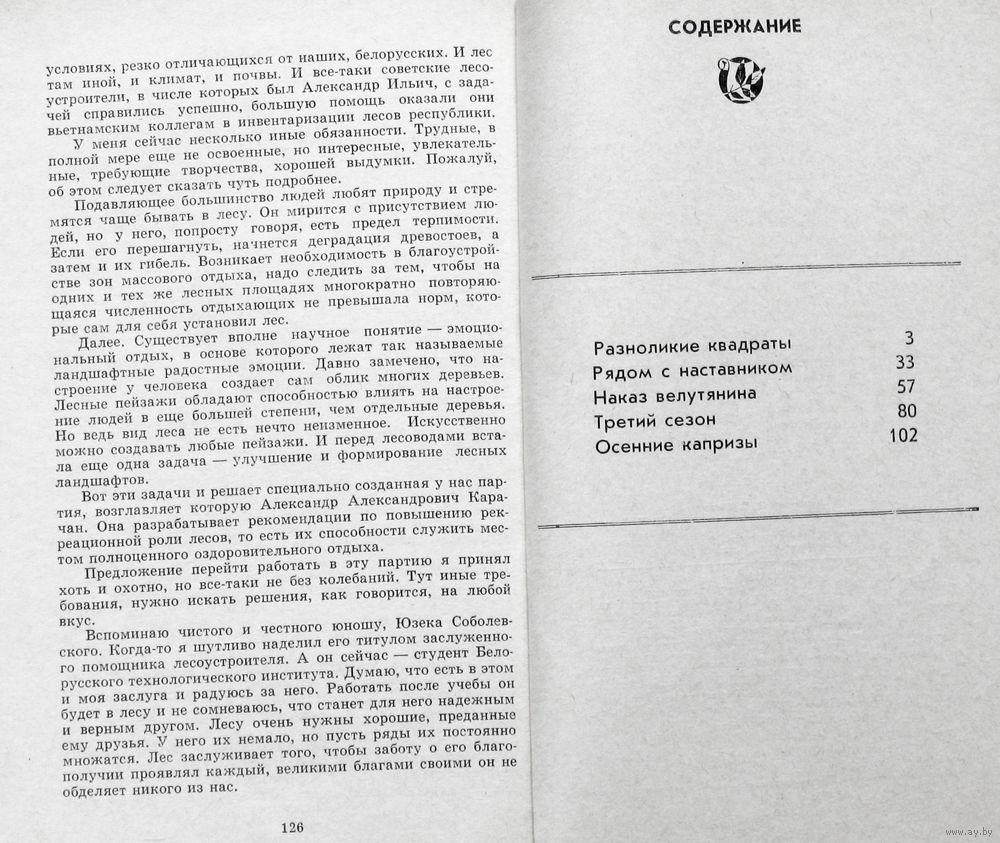 условиях, резко отличающихся от наших, белорусских. И лес
там иной, и климат, и почвы. И все-таки советские лесо-
устроители, в числе которых был Александр Ильич, с зада-
чей справились успешно, большую помощь оказали они
вьетнамским коллегам в инвентаризации лесов республики.
У меня сейчас несколько иные обязанности. Трудные, в
полной мере еще не освоенные, но интересные, увлекатель-
ные, требующие творчества, хорошей выдумки. Пожалуй,
об этом следует сказать чуть подробнее.
Подавляющее большинство людей любят природу и стре-
мятся чаще бывать в лесу. Он мирится с присутствием лю-
дей, но у него, попросту говоря, есть предел терпимости.
Если его перешагнуть, начнется деградация древостоев, а
затем и их гибель. Возникает необходимость в благоустрой-
стве зон массового отдыха, надо следить за тем, чтобы на
одних и тех же лесных площадях многократно повторяю-
щаяся численность отдыхающих не превышала норм, кото-
рые сам для себя установил лес.
Далее. Существует вполне научное понятие — эмоцио-
нальный отдых, в основе которого лежат так называемые
ландшафтные радостные эмоции. Давно замечено, что на-
строение у человека создает сам облик многих деревьев.
Лесные пейзажи обладают способностью влиять на настрое-
ние людей в еще большей степени, чем отдельные деревья.
Но ведь вид леса не есть нечто неизменное. Искусственно
можно создавать любые пейзажи. И перед лесоводами вста-
ла еще одна задача — улучшение и формирование лесных
ландшафтов.
Вот эти задачи и решает специально созданная у нас пар-
тия, возглавляет которую Александр Александрович Кара-
чан. Она разрабатывает рекомендации по повышению рек-
реационной роли лесов, то есть их способности служить мес-
том полноценного оздоровительного отдыха.
Предложение перейти работать в эту партию я принял
хоть и охотно, но все-таки не без колебаний. Тут иные тре-
бования, нужно искать решения, как говорится, на любой
вкус.
Вспоминаю чистого и честного юношу, Юзека Соболев-
ского. Когда-то я шутливо наделил его титулом заслуженно-
го помощника лесоустроителя. А он сейчас — студент Бело-
русского технологического института. Думаю, что есть в этом
и моя заслуга и радуюсь за него. Работать после учебы он
будет в лесу и не сомневаюсь, что станет для него надежным
и верным другом. Лесу очень нужны хорошие, преданные
ему друзья. У него их немало, но пусть ряды их постоянно
множатся. Лес заслуживает того, чтобы заботу о его благо-
получии проявлял каждый, великими благами своими он не
обделяет никого из нас.
126
СОДЕРЖАНИЕ
Разноликие квадраты 3
Рядом с наставником 33
Наказ велутянина 57
Третий сезон 80
Осенние капризы 102
www.ay.by